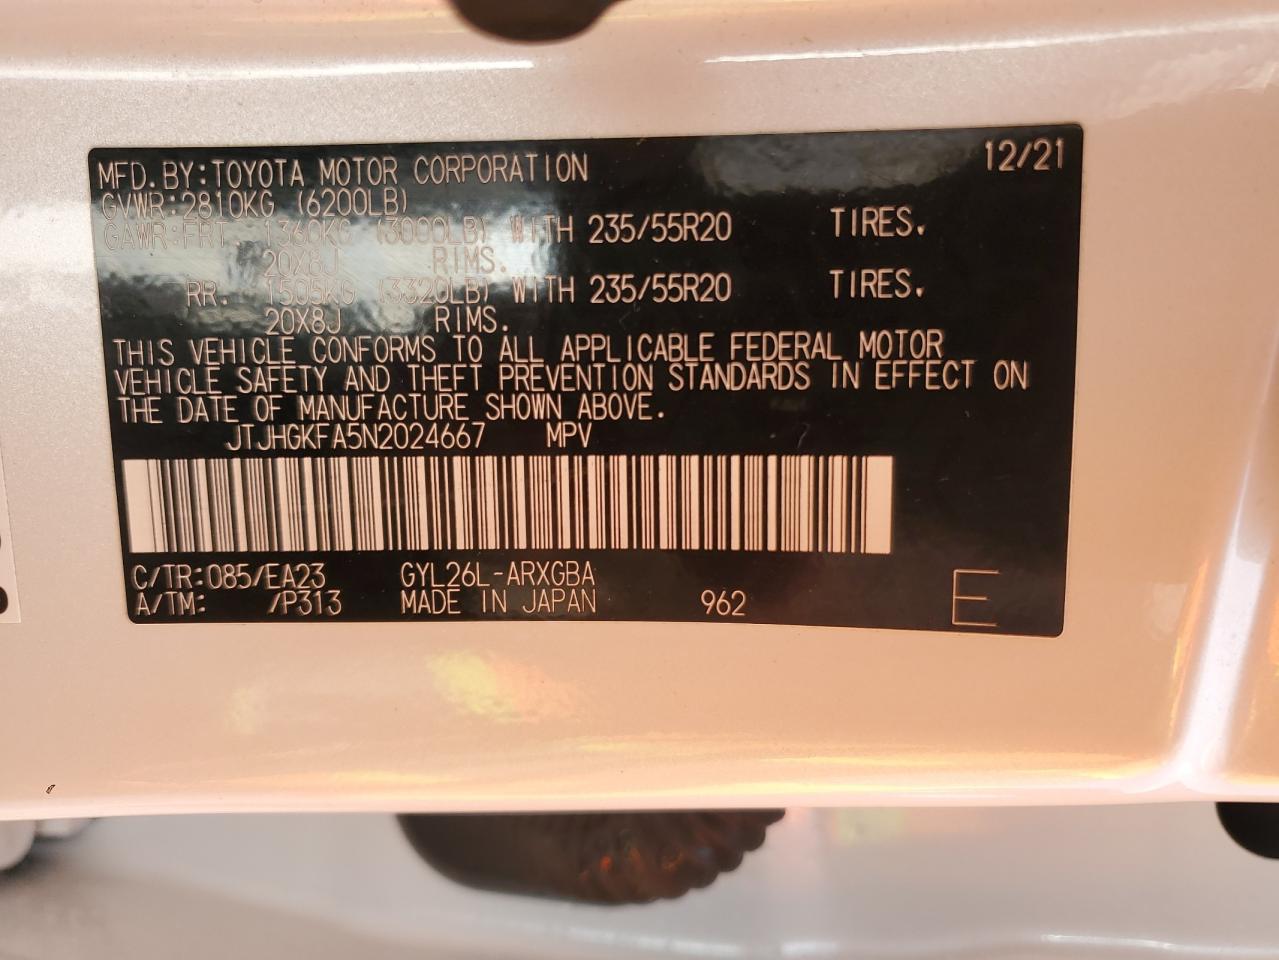 12/21
MFD. BY:TOYOTA MOTOR CORPORATION
GVWR:2810KG (6200LB)
GAWR:FRT. 1360KG (3000LB) WITH 235/55R20 TIRES.
20X8J RIMS.
RR. 1505KG (3320LB) WITH 235/55R20 TIRES.
20X8J RIMS.
THIS VEHICLE CONFORMS TO ALL APPLICABLE FEDERAL MOTOR
VEHICLE SAFETY AND THEFT PREVENTION STANDARDS IN EFFECT ON
THE DATE OF MANUFACTURE SHOWN ABOVE.
JTJHGKFA5N2024667 MPV
C/TR:085/EA23 GYL26L-ARXGBA
A/TM: /P313 MADE IN JAPAN 962 E